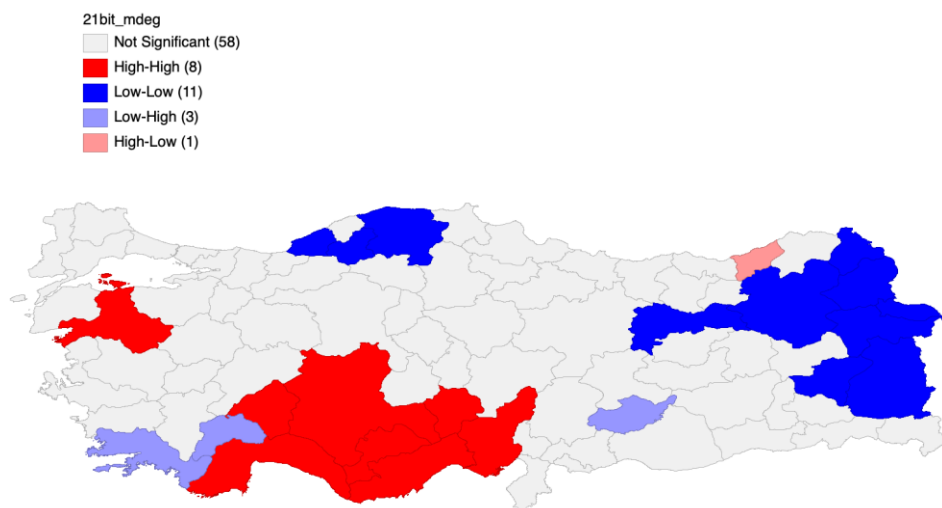 21bit_mdeg
Not Significant (58)
High-High (8)
Low-Low (11)
Low-High (3)
High-Low (1)